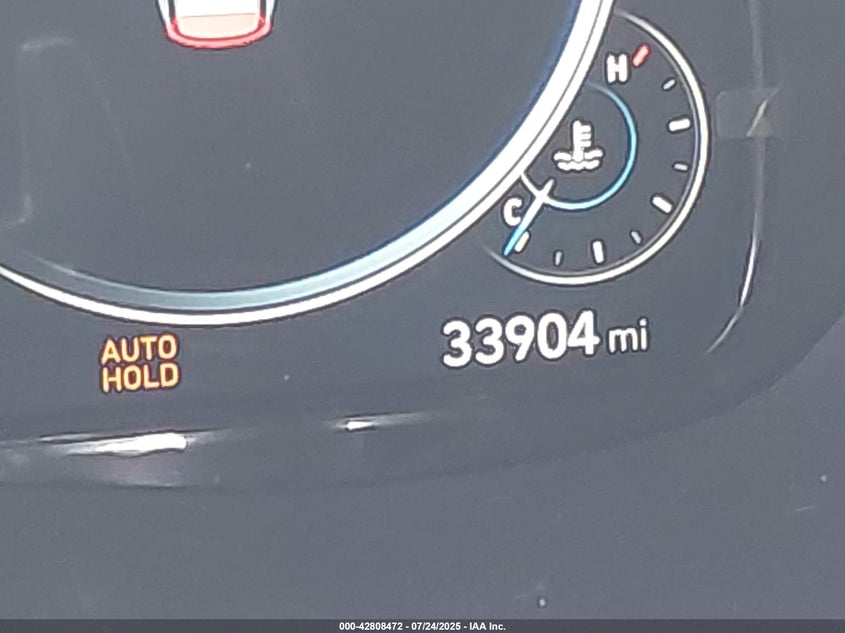 H
C
33904 mi
AUTO
HOLD
000-42808472 - 07/24/2025 - IAA Inc.